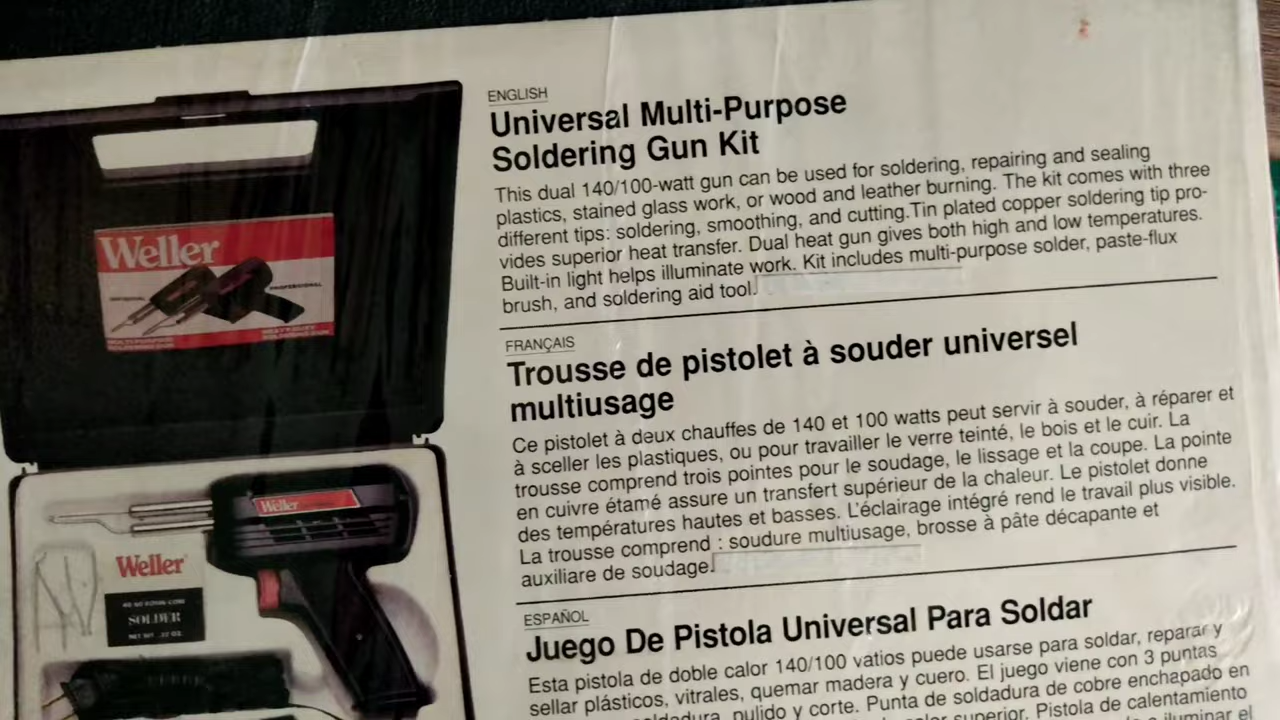 ENGLISH
Universal Multi-Purpose
Soldering Gun Kit
This dual 140/100-watt gun can be used for soldering, repairing and sealing
plastics, stained glass work, or wood and leather burning. The kit comes with three
different tips: soldering, smoothing, and cutting.Tin plated copper soldering tip pro-
vides superior heat transfer. Dual heat gun gives both high and low temperatures.
Built-in light helps illuminate work. Kit includes multi-purpose solder, paste-flux
brush, and soldering aid tool.
FRANÇAIS
Trousse de pistolet à souder universel
multiusage
Ce pistolet à deux chauffes de 140 et 100 watts peut servir à souder, à réparer et
à sceller les plastiques, ou pour travailler le verre teinté, le bois et le cuir. La
trousse comprend trois pointes pour le soudage, le lissage et la coupe. La pointe
en cuivre étamé assure un transfert supérieur de la chaleur. Le pistolet donne
des températures hautes et basses. L'éclairage intégré rend le travail plus visible.
La trousse comprend : soudure multiusage, brosse à pâte décapante et
auxiliare de soudage
ESPAÑOL
Juego De Pistola Universal Para Soldar
Esta pistola de doble calor 140/100 vatios puede usarse para soldar, reparar y
sellar plásticos, vitrales, quemar madera y cuero. El juego viene con 3 puntas
pulido y corte. Punta de soldadura de cobre enchapado en
superior. Pistola de calentamiento
iluminar el
Weller
PROFESSIONAL
Weller
Weller
SOLDER